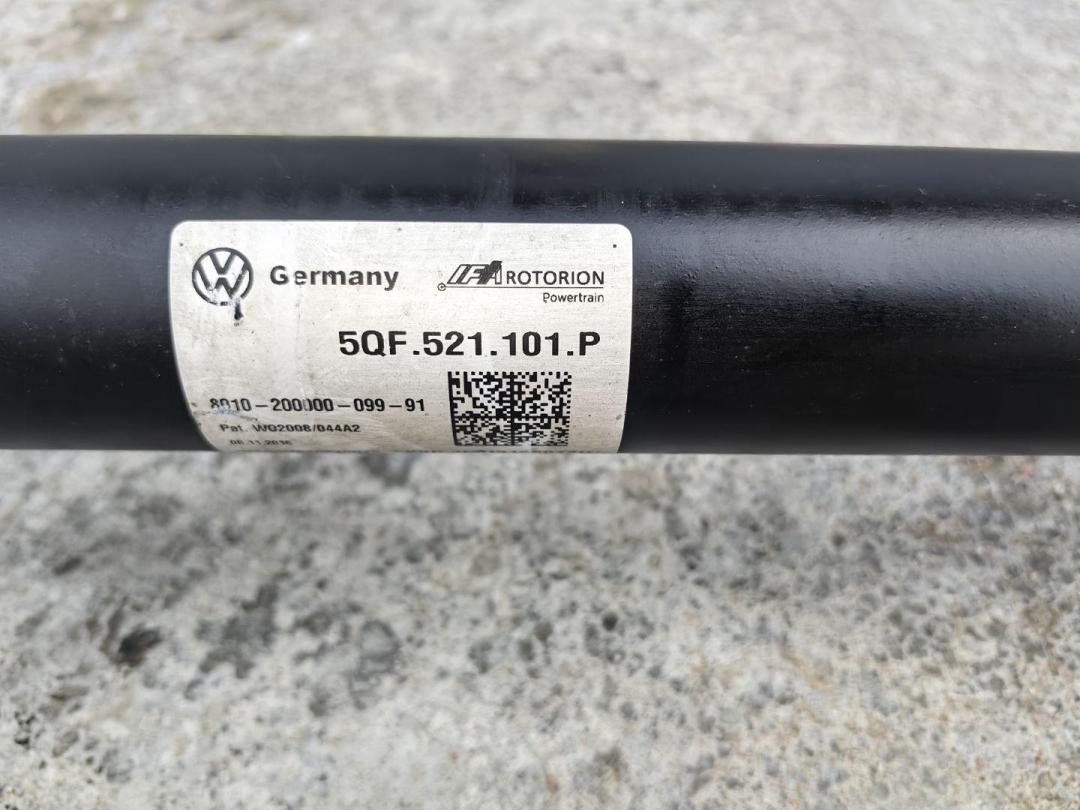 Germany
IFA ROTORION
Powertrain
5QF.521.101.P
8010-200000-099-91
Pat. WO2008/044A2